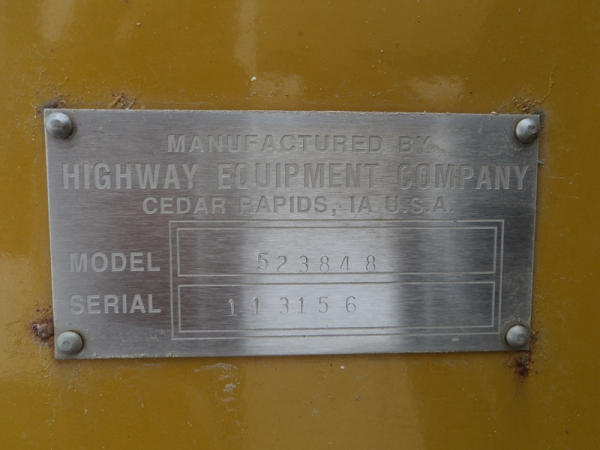 MANUFACTURED BY
HIGHWAY EQUIPMENT COMPANY
CEDAR RAPIDS, IA U.S.A.
MODEL 523848
SERIAL 113156